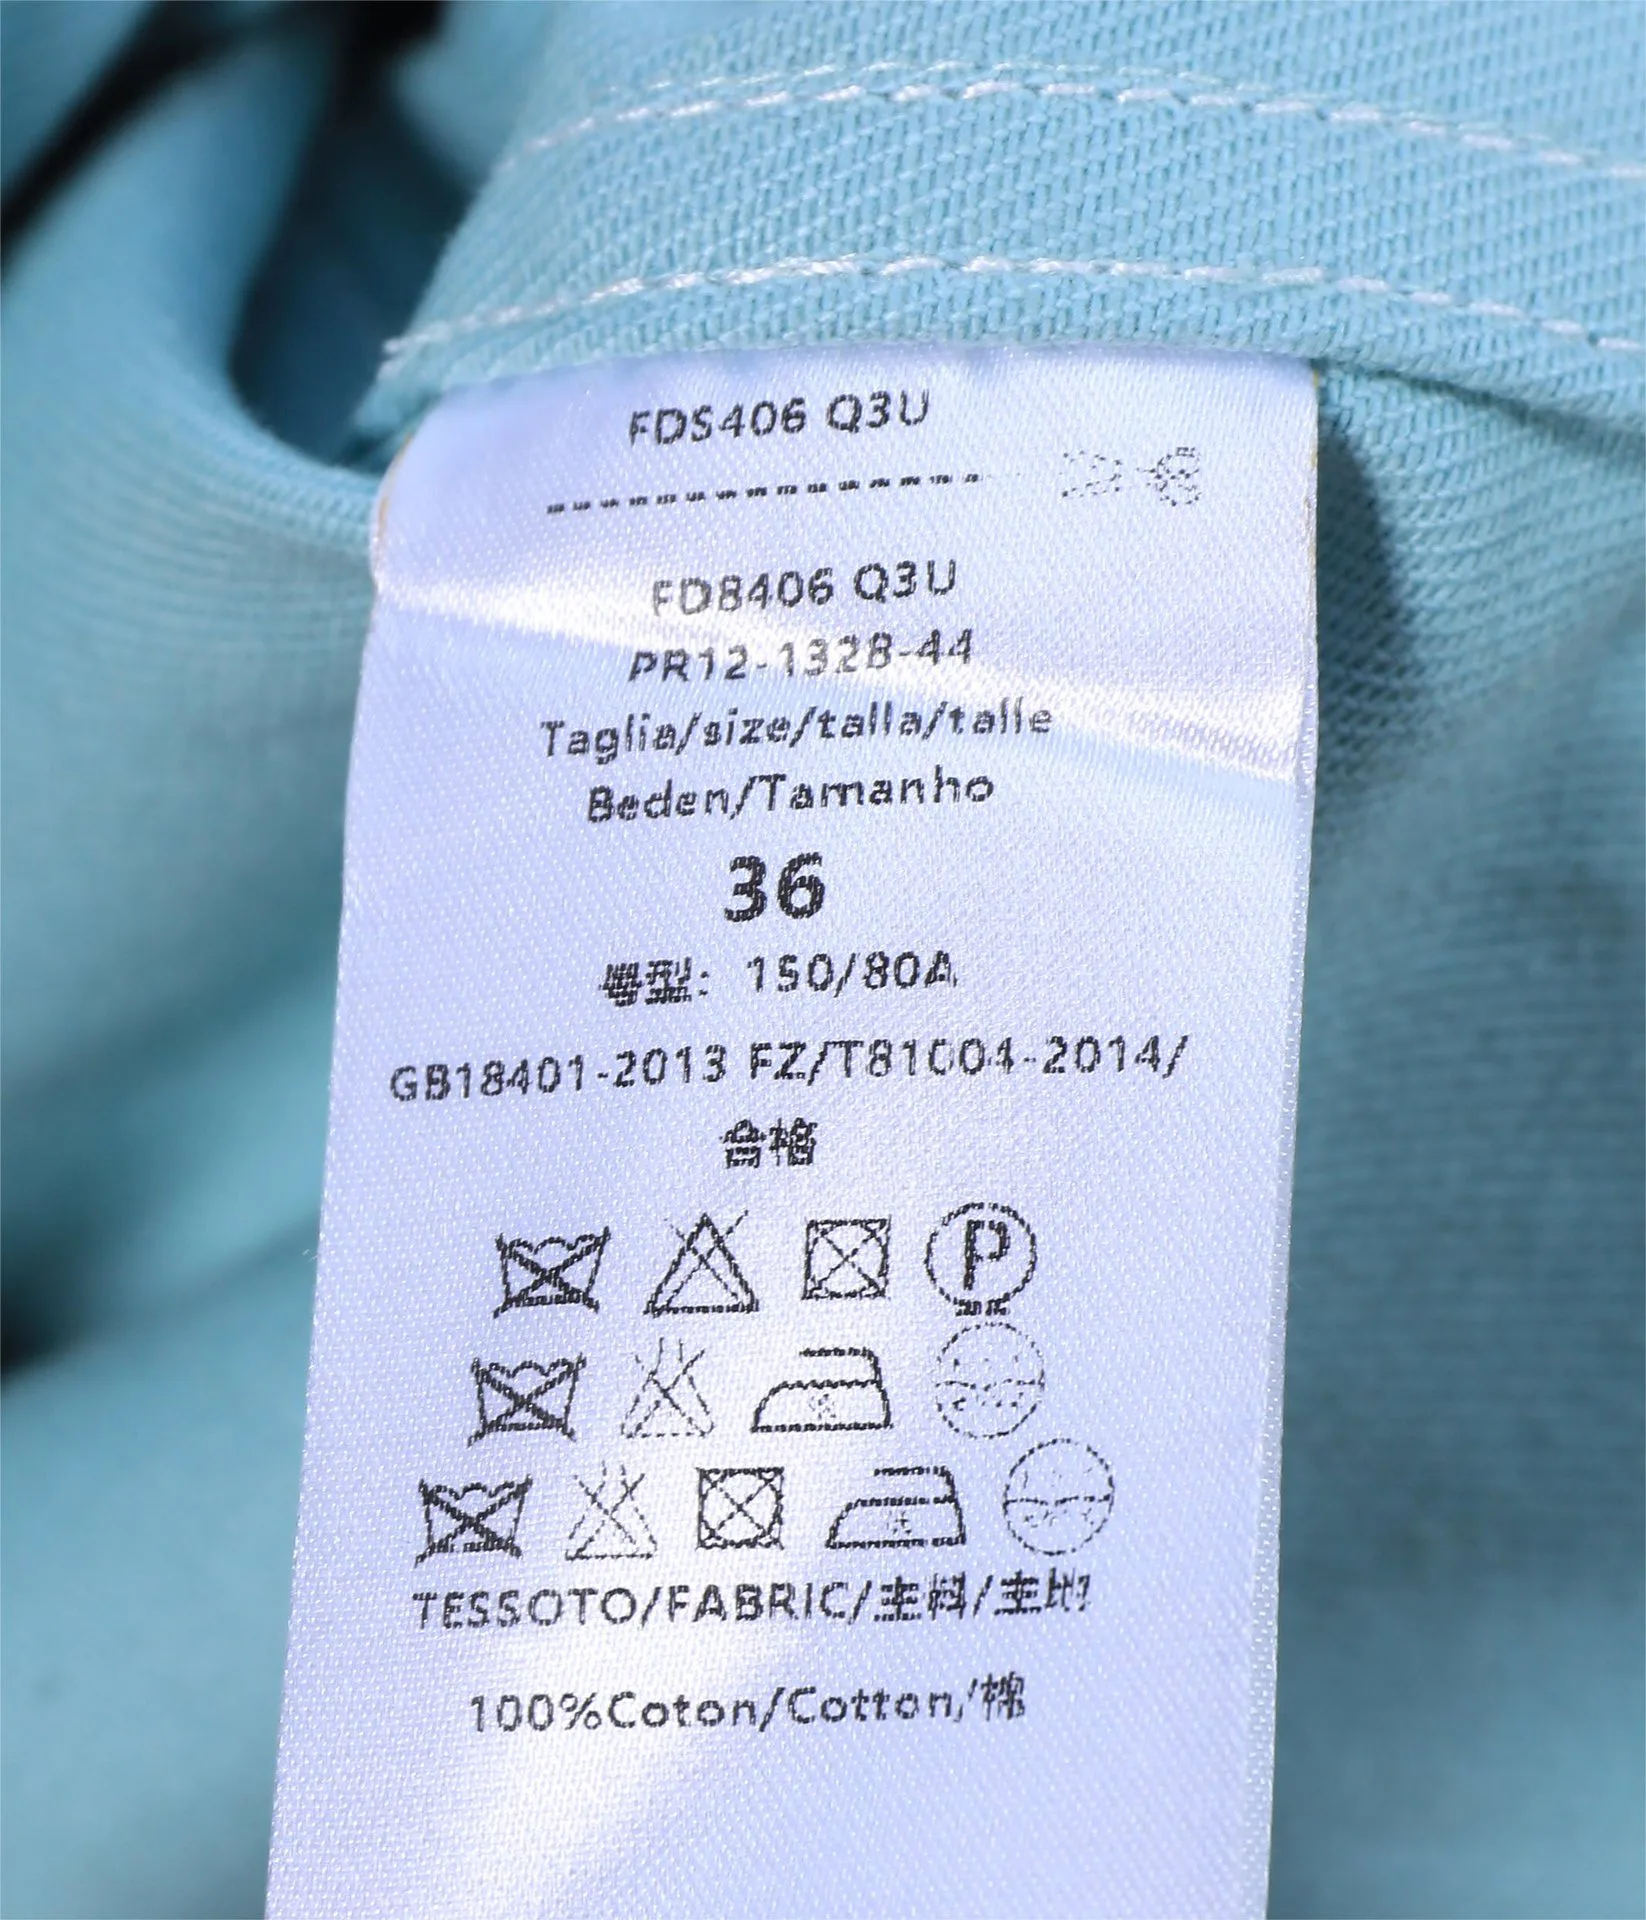 FDS406 Q3U
FD8406 Q3U
PR12-1328-44
Taglia/size/talla/talle
Beden/Tamanho
36
号型: 150/80A
GB18401-2013 FZ/T81004-2014/
合格
P
TESSOTO/FABRIC/主料/主地
100%Coton/Cotton/棉